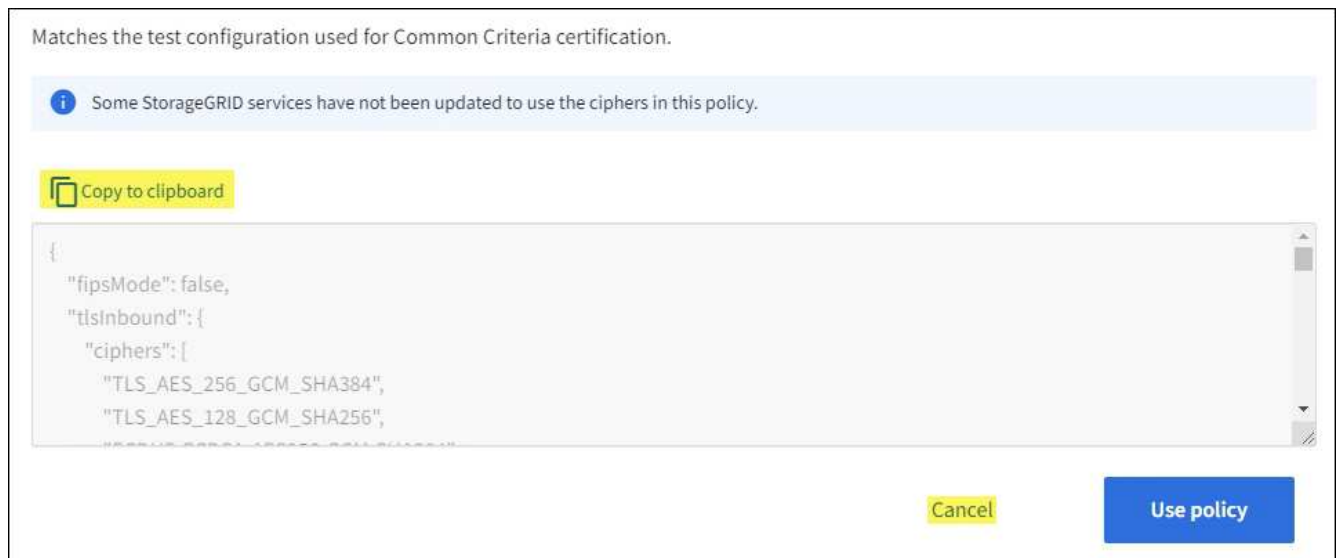 Matches the test configuration used for Common Criteria certification.
Some StorageGRID services have not been updated to use the ciphers in this policy.
Copy to clipboard
{
"fipsMode": false,
"tlsInbound": {
"ciphers": [
"TLS_AES_256_GCM_SHA384",
"TLS_AES_128_GCM_SHA256",
Cancel
Use policy